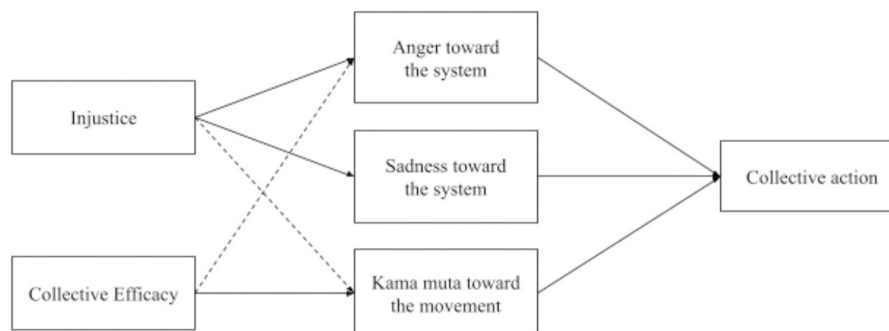 Anger toward
the system
Injustice
Sadness toward
the system
Collective action
Collective Efficacy
Kama muta toward
the movement